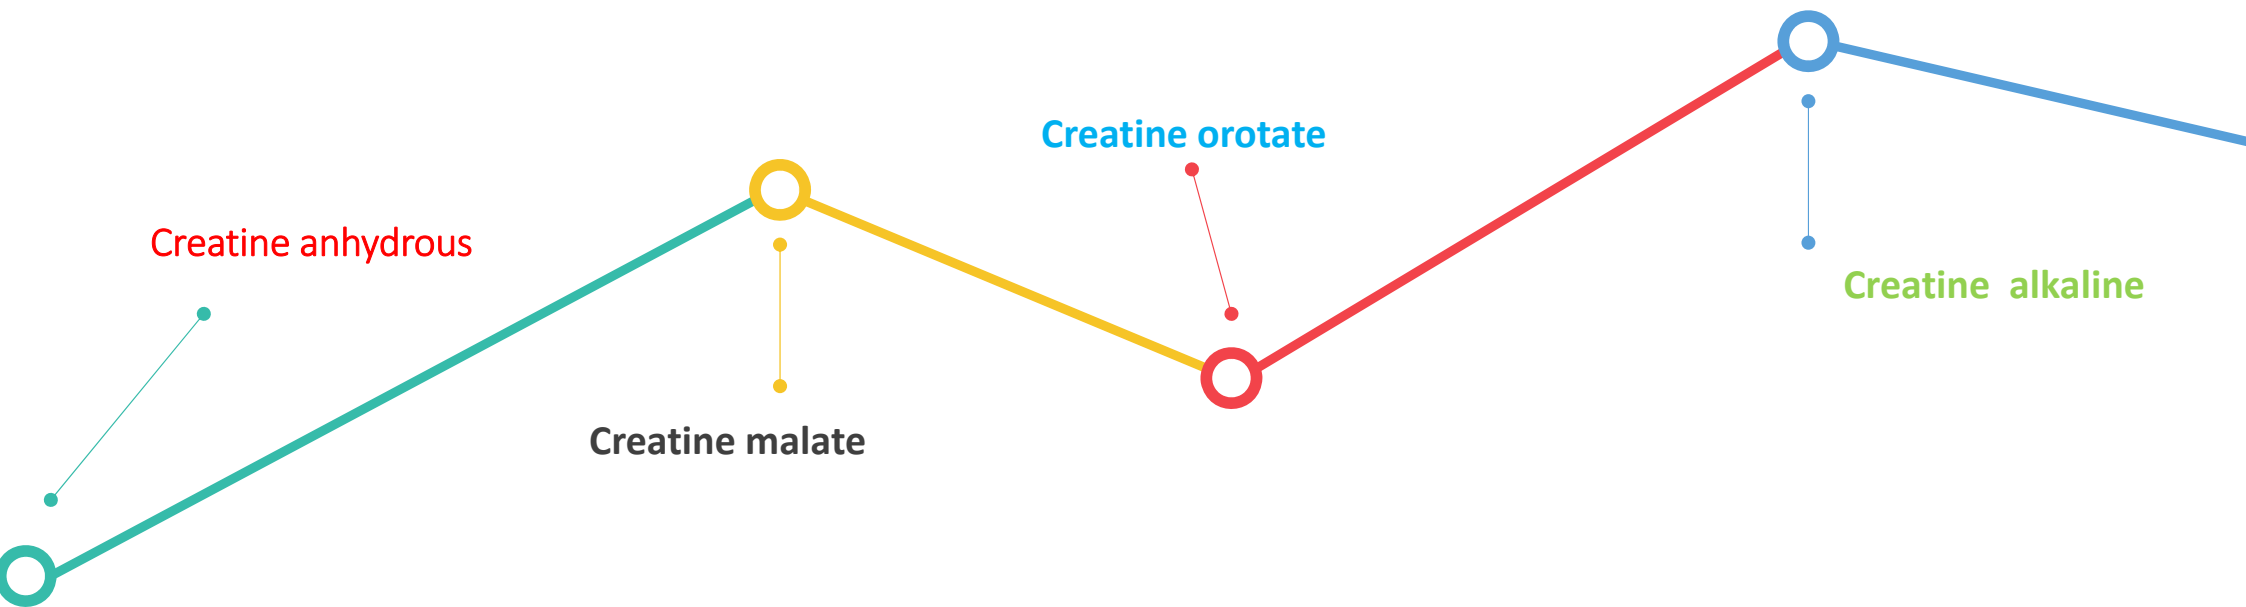 Creatine anhydrous
Creatine malate
Creatine orotate
Creatine  alkaline